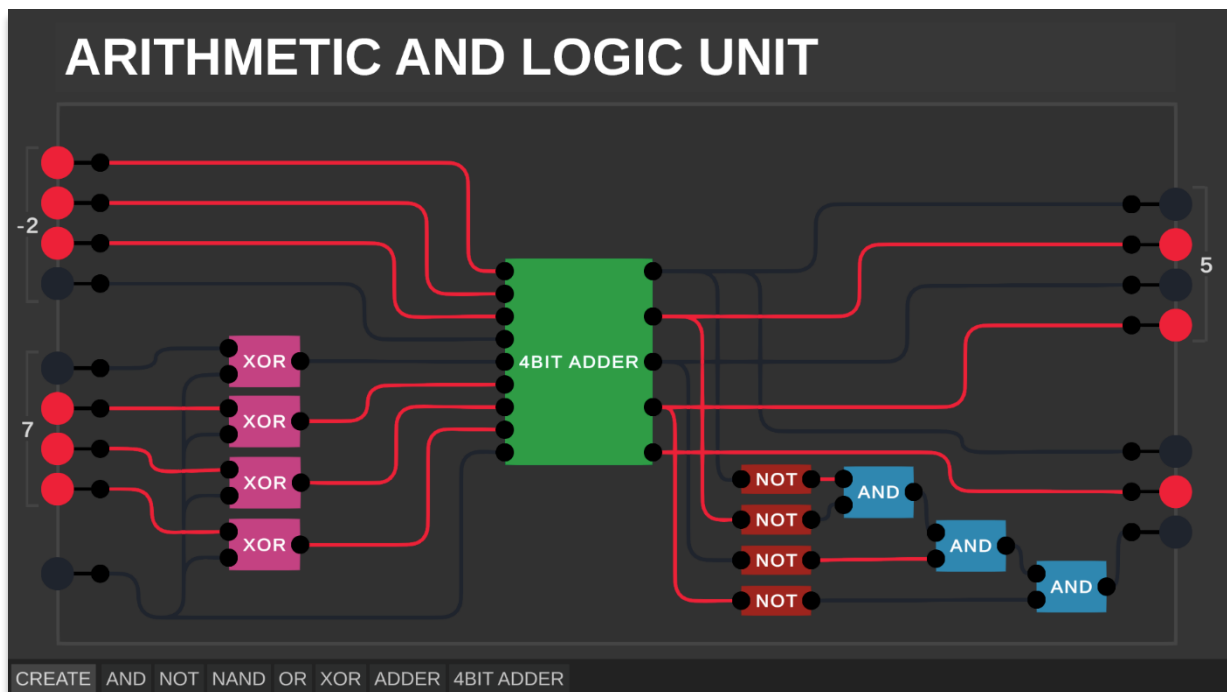 ARITHMETIC AND LOGIC UNIT
-2
5
7
XOR
XOR
XOR
XOR
4BIT ADDER
NOT
NOT
NOT
NOT
AND
AND
AND
CREATE AND NOT NAND OR XOR ADDER 4BIT ADDER